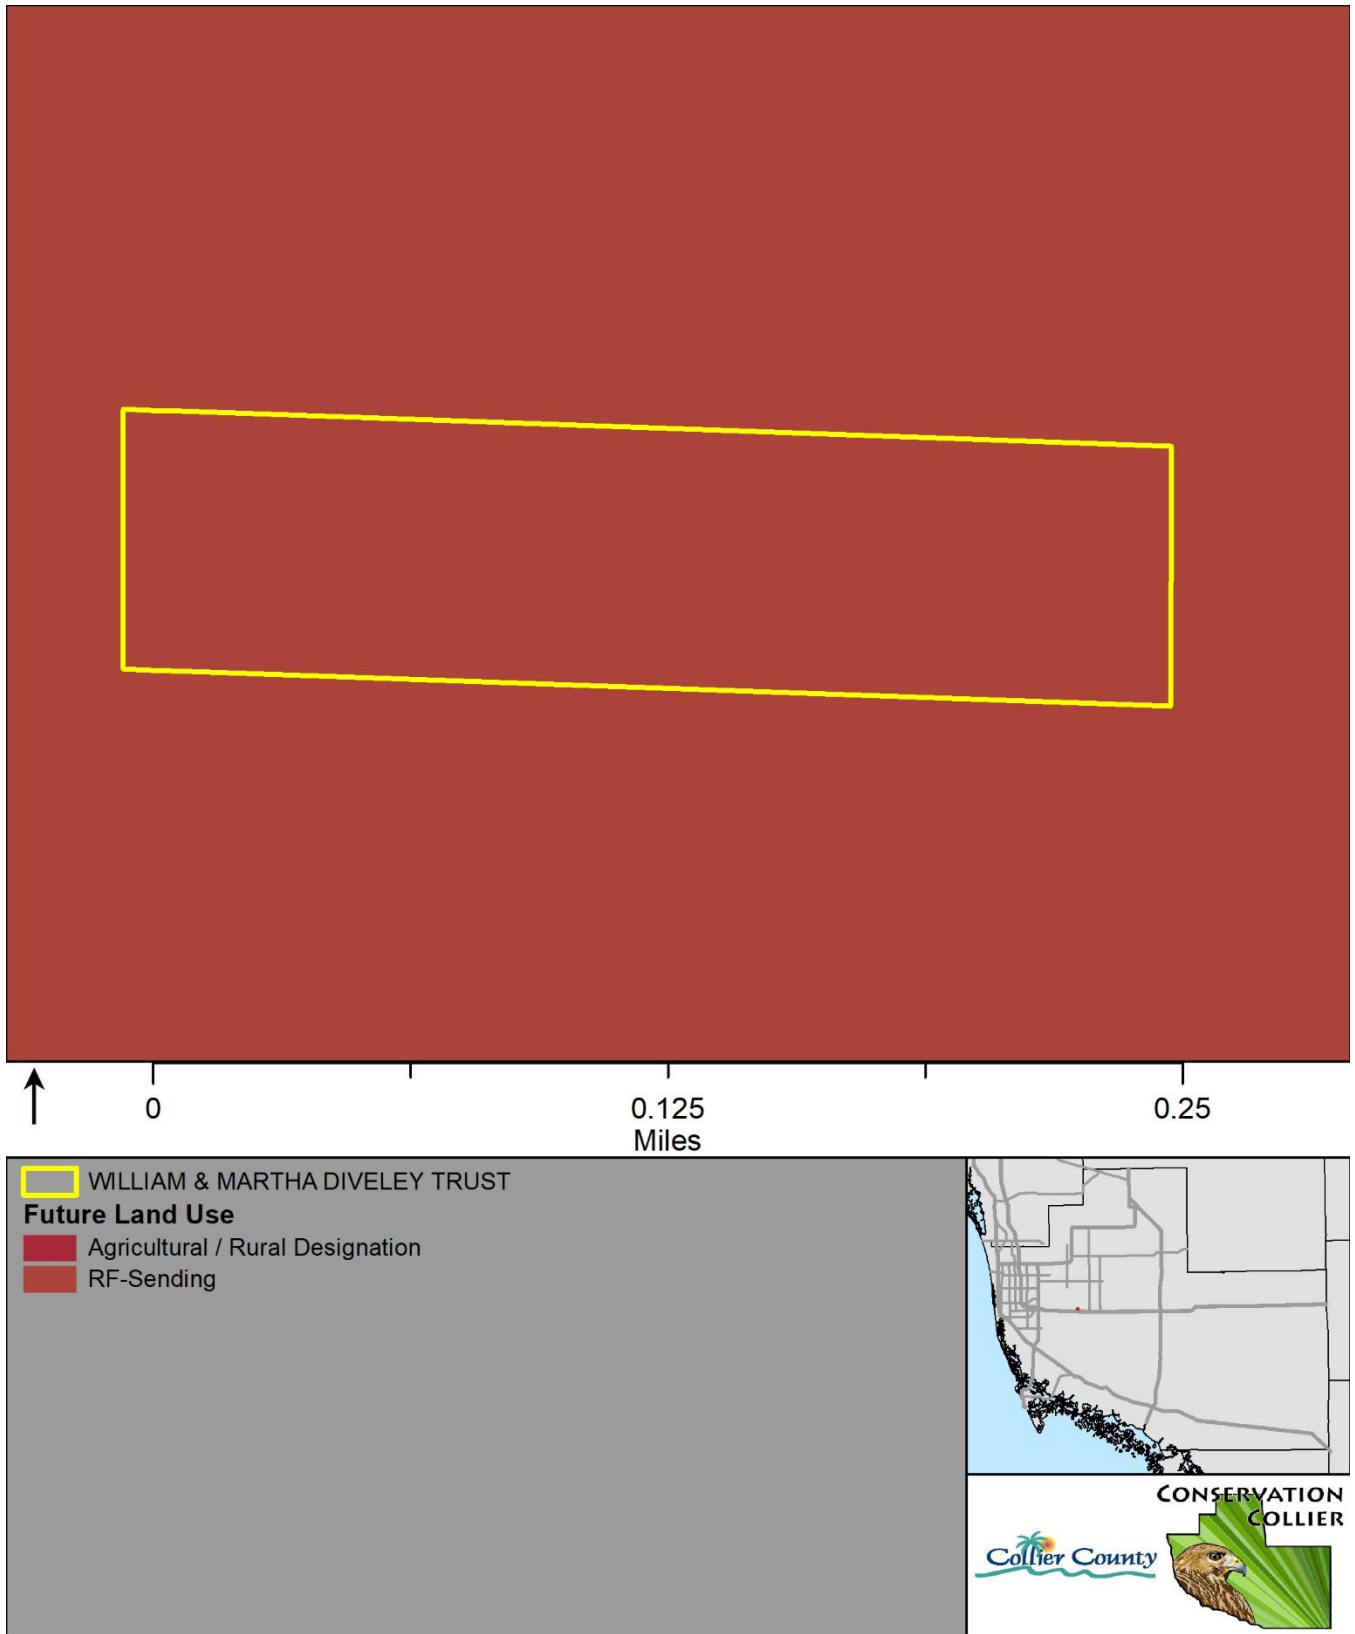 0
0.125
0.25
Miles
WILLIAM & MARTHA DIVELEY TRUST
Future Land Use
Agricultural / Rural Designation
RF-Sending
CONSERVATION
COLLIER
Collier County